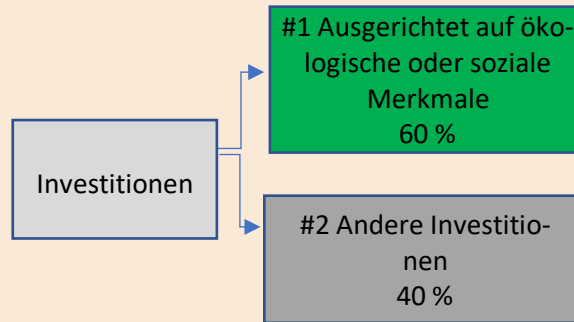 #1 Ausgerichtet auf öko-
logische oder soziale
Merkmale
60 %
Investitionen
#2 Andere Investitio-
nen
40 %